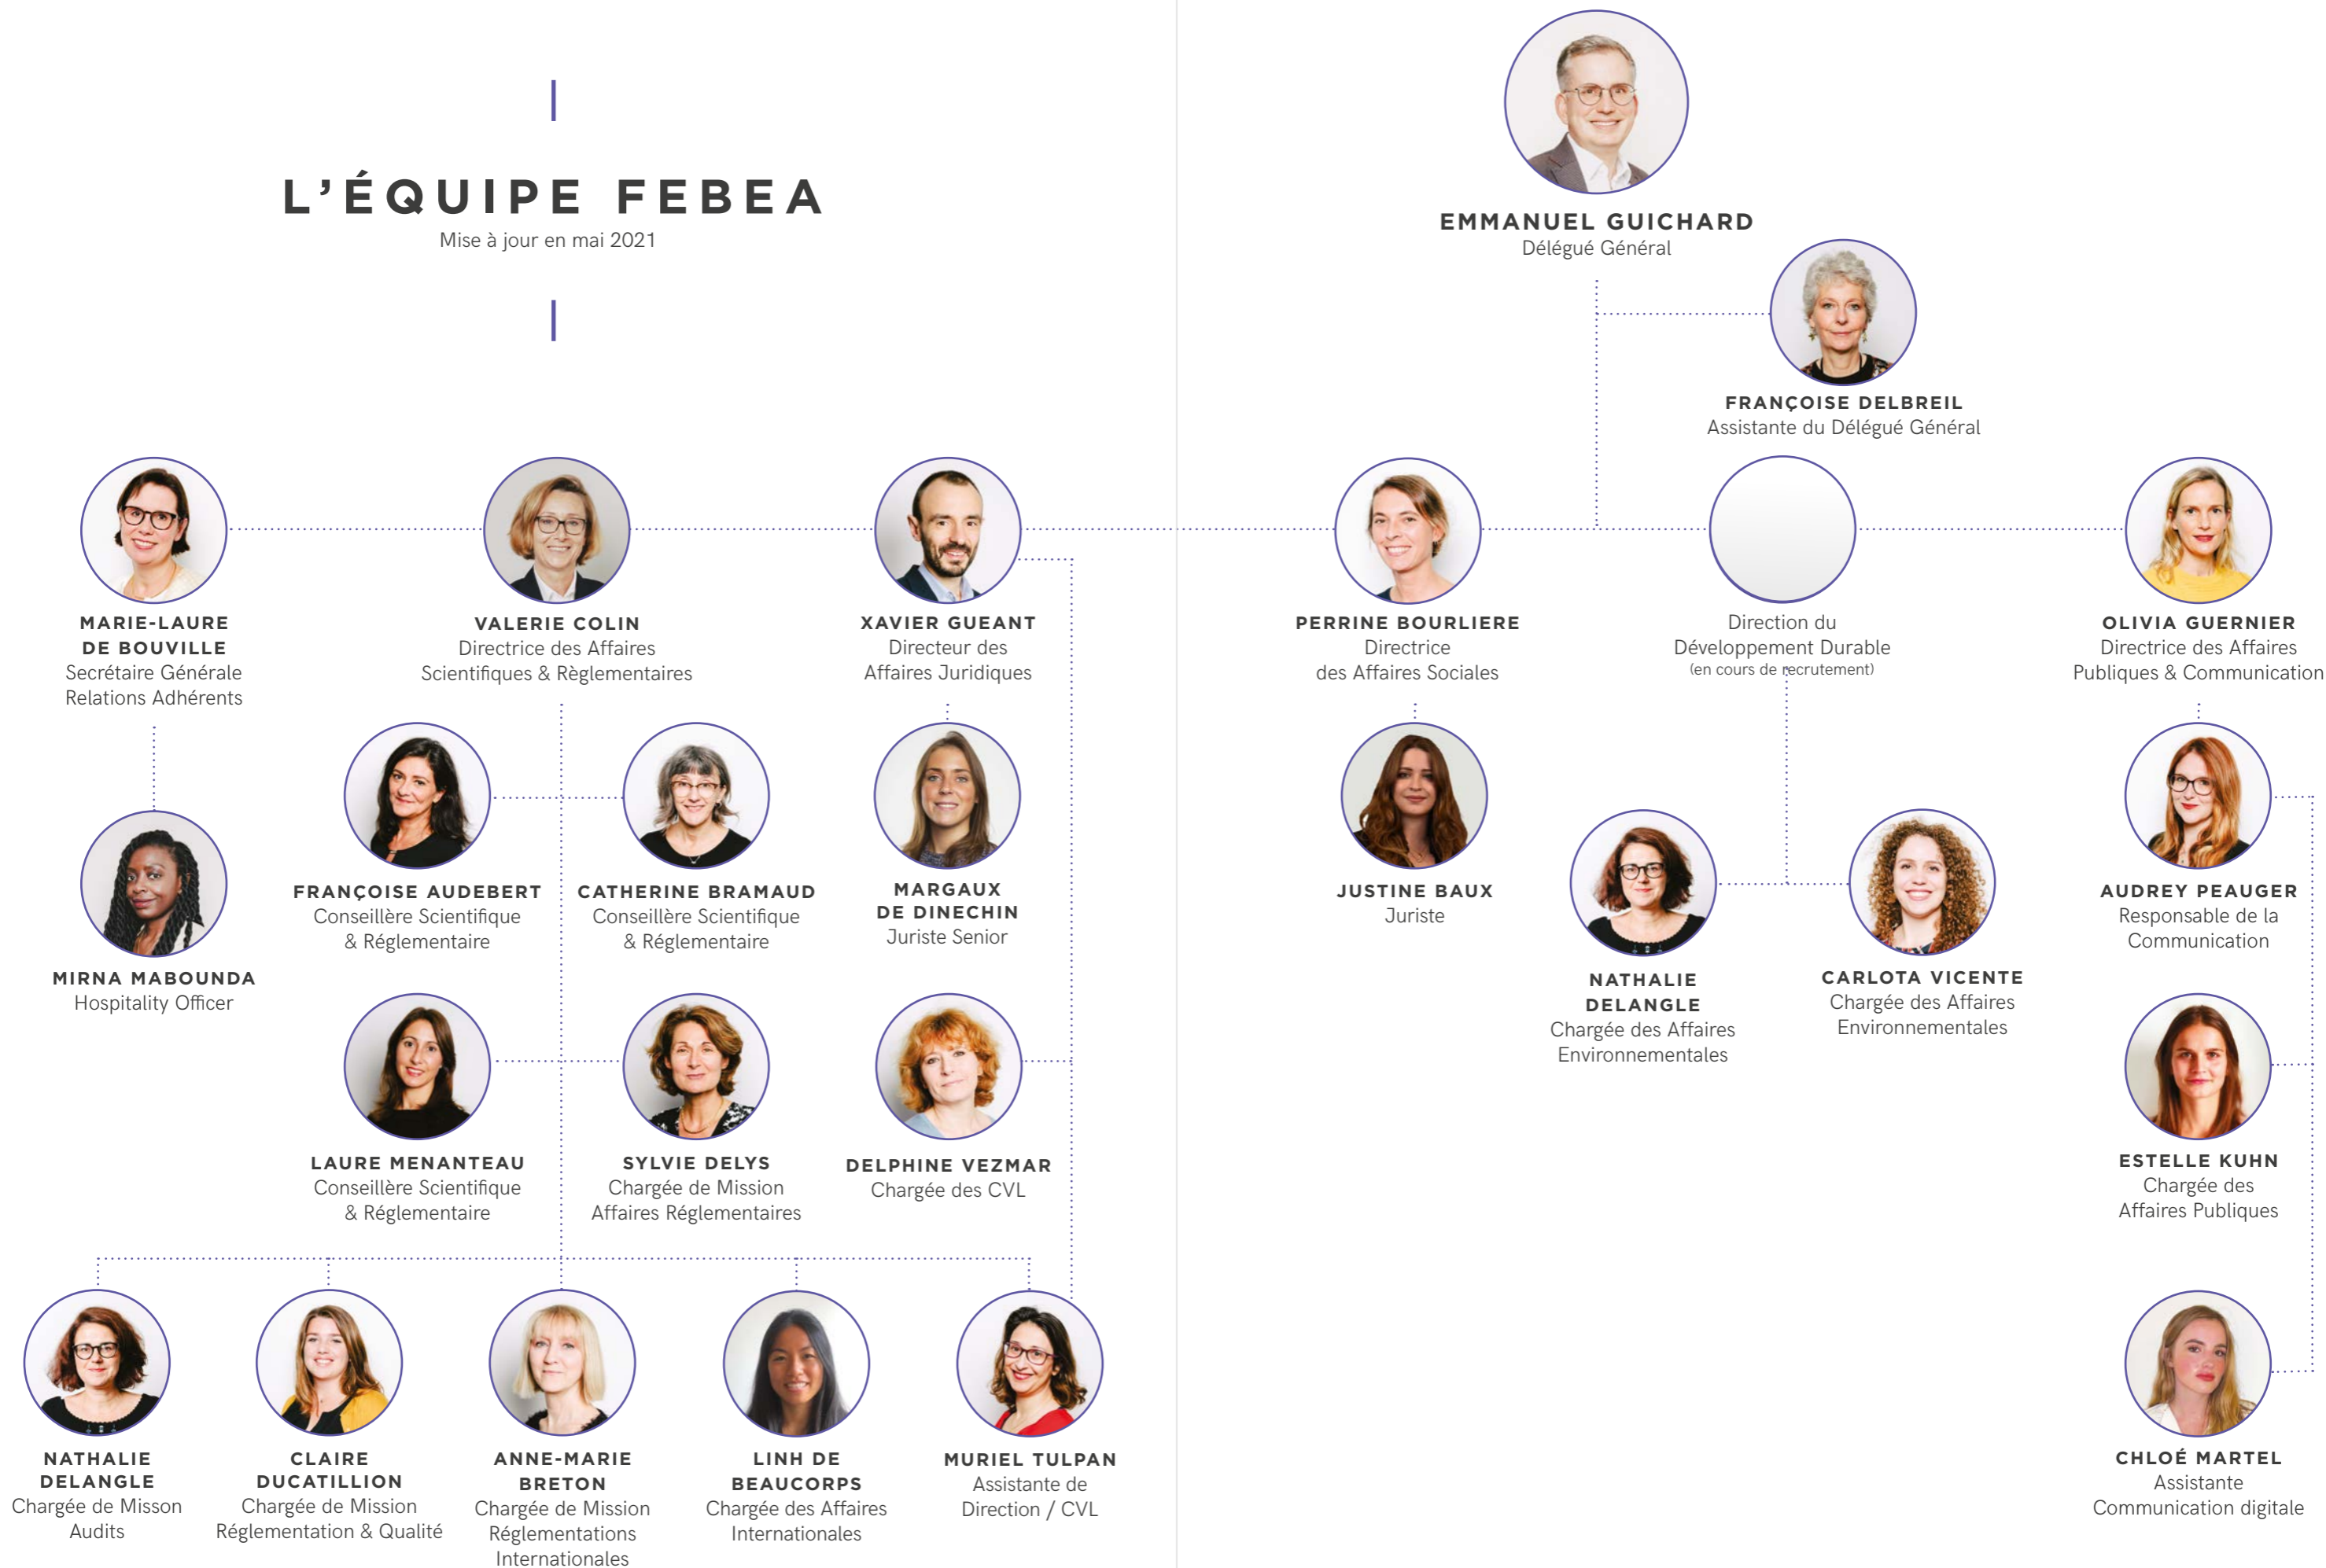 L'ÉQUIPE FEBEA
Mise à jour en mai 2021
EMMANUEL GUICHARD
Délégué Général
FRANÇOISE DELBREIL
Assistante du Délégué Général
MARIE-LAURE
DE BOUVILLE
Secrétaire Générale
Relations Adhérents
VALERIE COLIN
Directrice des Affaires
Scientifiques & Règlementaires
XAVIER GUEANT
Directeur des
Affaires Juridiques
PERRINE BOURLIERE
Directrice
des Affaires Sociales
Direction du
Développement Durable
(en cours de recrutement)
OLIVIA GUERNIER
Directrice des Affaires
Publiques & Communication
MIRNA MABOUNDA
Hospitality Officer
FRANÇOISE AUDEBERT
Conseillère Scientifique
& Réglementaire
CATHERINE BRAMAUD
Conseillère Scientifique
& Réglementaire
MARGAUX
DE DINECHIN
Juriste Senior
JUSTINE BAUX
Juriste
NATHALIE
DELANGLE
Chargée des Affaires
Environnementales
CARLOTA VICENTE
Chargée des Affaires
Environnementales
AUDREY PEAUGER
Responsable de la
Communication
LAURE MENANTEAU
Conseillère Scientifique
& Réglementaire
SYLVIE DELYS
Chargée de Mission
Affaires Réglementaires
DELPHINE VEZMAR
Chargée des CVL
ESTELLE KUHN
Chargée des
Affaires Publiques
NATHALIE
DELANGLE
Chargée de Misson
Audits
CLAIRE
DUCATILLION
Chargée de Mission
Réglementation & Qualité
ANNE-MARIE
BRETON
Chargée de Mission
Réglementations
Internationales
LINH DE
BEAUCORPS
Chargée des Affaires
Internationales
MURIEL TULPAN
Assistante de
Direction / CVL
CHLOÉ MARTEL
Assistante
Communication digitale